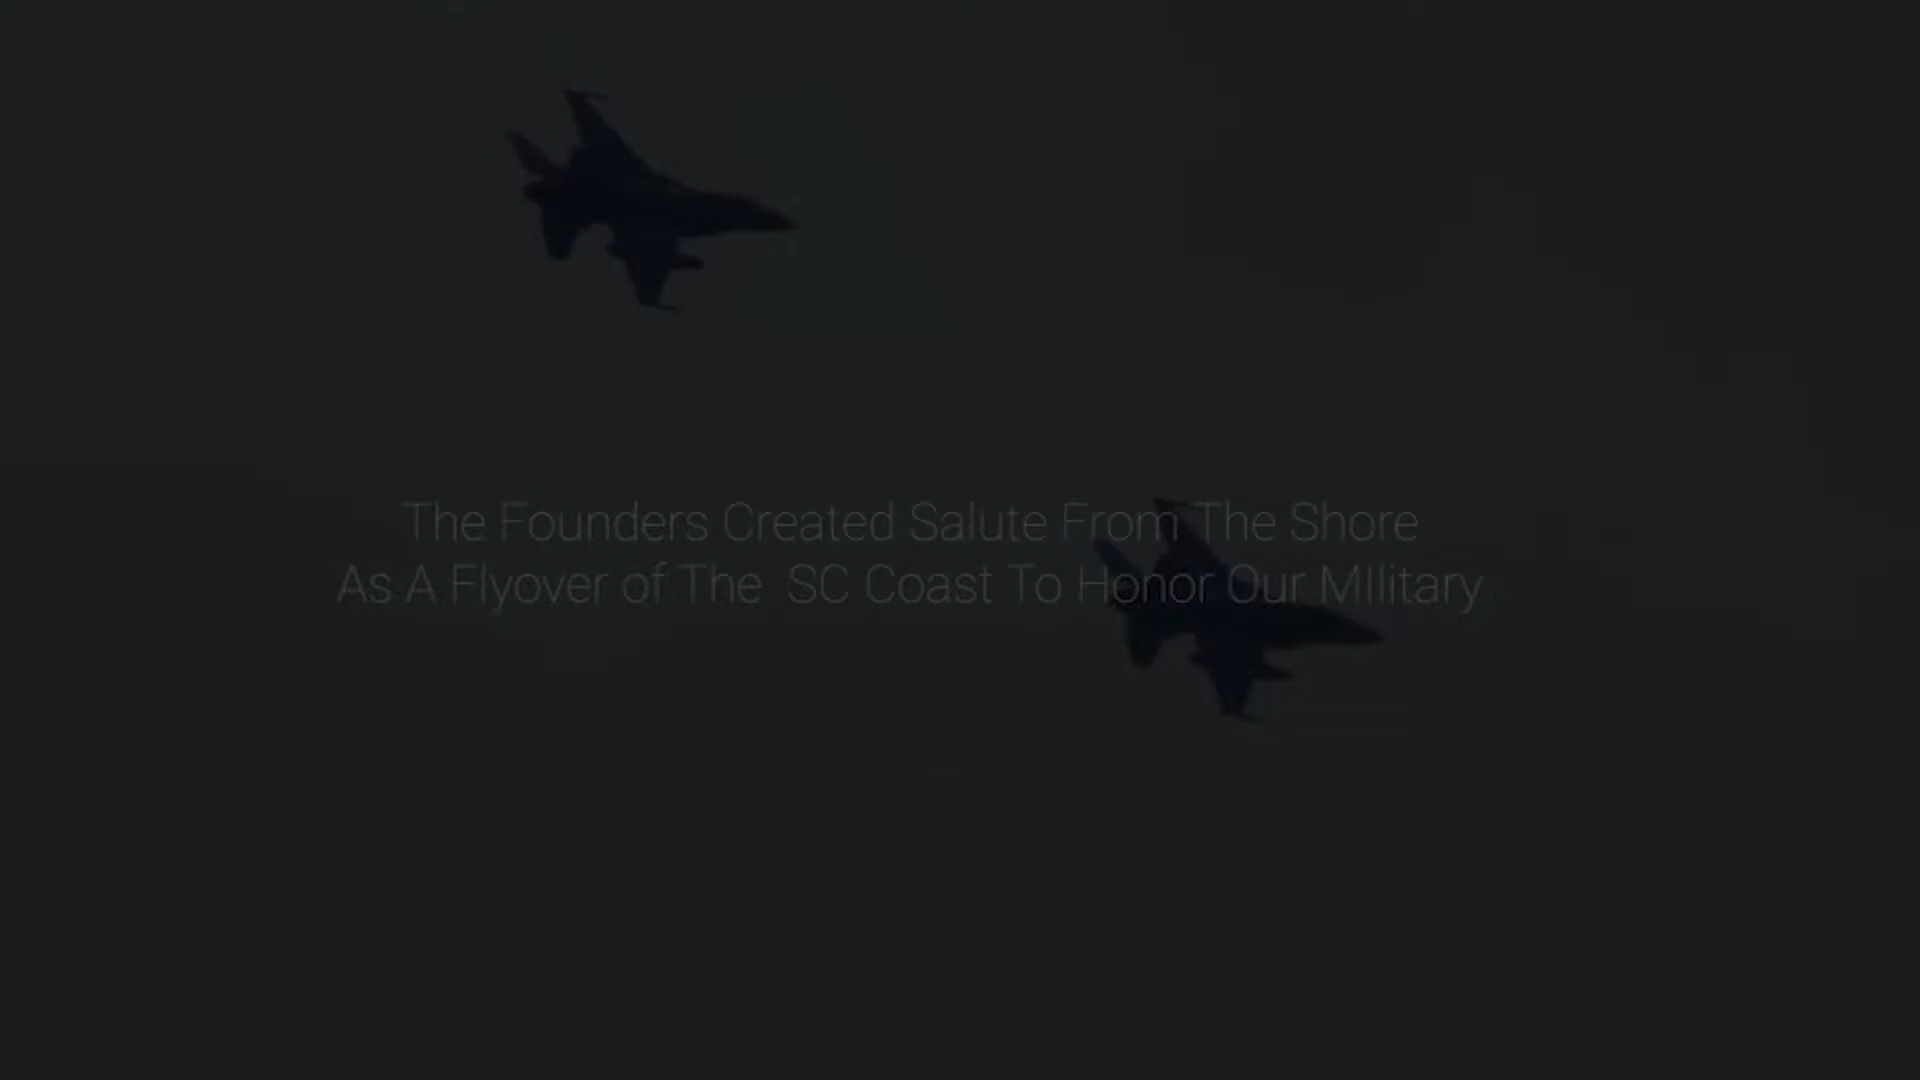 The Founders Created Salute From The Shore
As A Flyover of The  SC Coast To Honor Our MIlitary